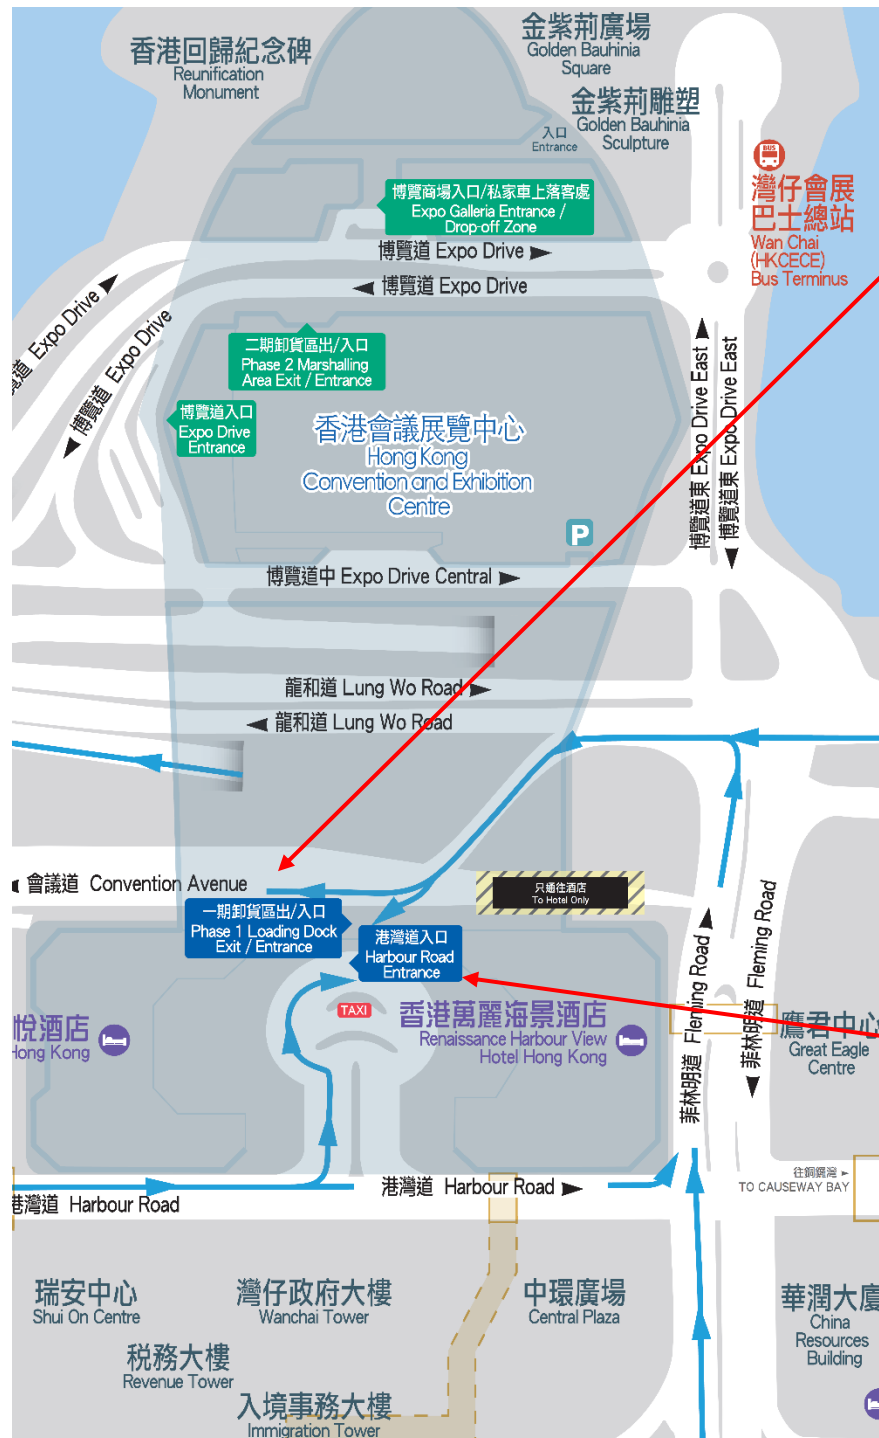 香港回歸紀念碑
Reunification
Monument
金紫荊廣場
Golden Bauhinia
Square
金紫荊雕塑
Golden Bauhinia
Sculpture
入口
Entrance
BUS
灣仔會展
巴士總站
Wan Chai
(HKCECE)
Bus Terminus
博覽商場入口/私家車上落客處
Expo Galleria Entrance /
Drop-off Zone
博覽道 Expo Drive ►
◄ 博覽道 Expo Drive
覽道 Expo Drive ►
◄ 博覽道 Expo Drive
二期卸貨區出/入口
Phase 2 Marshalling
Area Exit / Entrance
博覽道入口
Expo Drive
Entrance
香港會議展覽中心
Hong Kong
Convention and Exhibition
Centre
P
博覽道東 Expo Drive East ►
◄ 博覽道東 Expo Drive East
博覽道中 Expo Drive Central ►
龍和道 Lung Wo Road ►
◄ 龍和道 Lung Wo Road
◄ 會議道 Convention Avenue
只通往酒店
To Hotel Only
一期卸貨區出/入口
Phase 1 Loading Dock
Exit / Entrance
港灣道入口
Harbour Road
Entrance
TAXI
悅酒店
Hong Kong
香港萬麗海景酒店
Renaissance Harbour View
Hotel Hong Kong
菲林明道 Fleming Road ►
◄ 菲林明道 Fleming Road
鷹君中心
Great Eagle
Centre
往銅鑼灣 ►
TO CAUSEWAY BAY
港灣道 Harbour Road
港灣道 Harbour Road ►
瑞安中心
Shui On Centre
灣仔政府大樓
Wanchai Tower
中環廣場
Central Plaza
華潤大廈
China
Resources
Building
稅務大樓
Revenue Tower
入境事務大樓
Immigration Tower